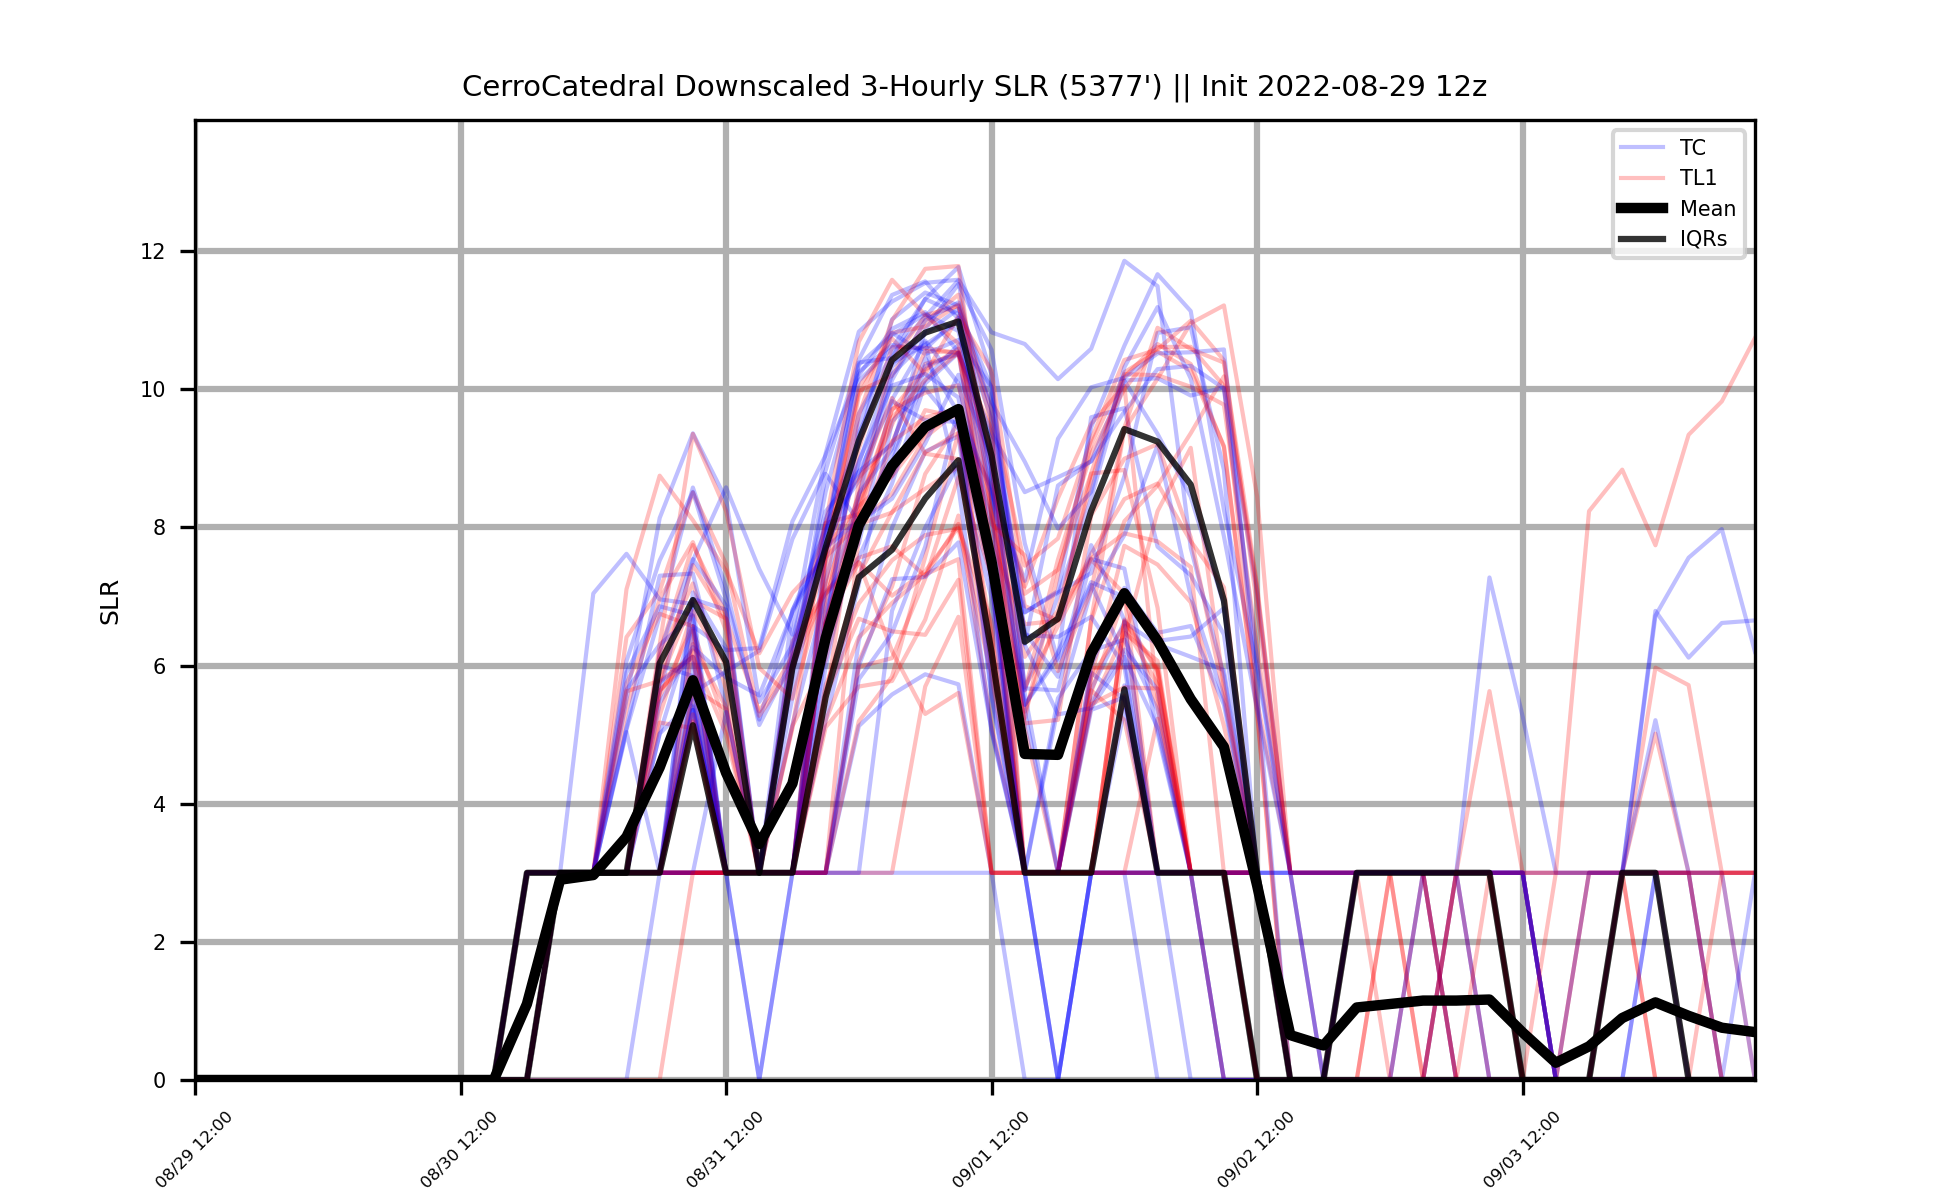 CerroCatedral Downscaled 3-Hourly SLR (5377') || Init 2022-08-29 12z
TC
TL1
Mean
IQRs
SLR
12
10
8
6
4
2
0
08/29 12:00
08/30 12:00
08/31 12:00
09/01 12:00
09/02 12:00
09/03 12:00